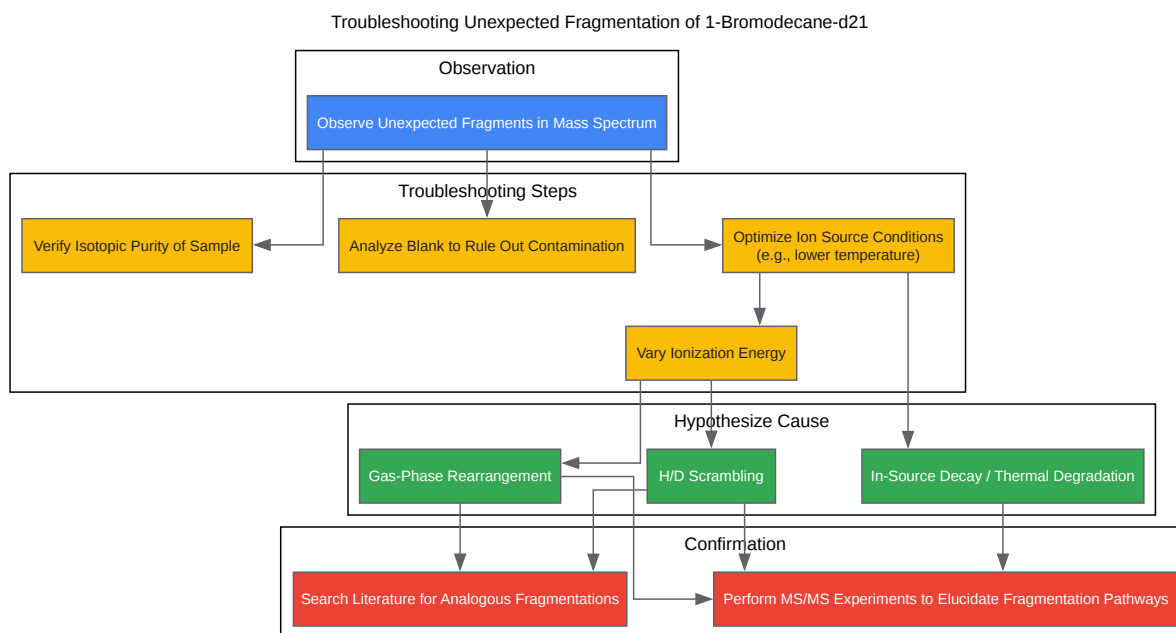 Troubleshooting Unexpected Fragmentation of 1-Bromodecane-d21
Observation
Observe Unexpected Fragments in Mass Spectrum
Troubleshooting Steps
Verify Isotopic Purity of Sample
Analyze Blank to Rule Out Contamination
Optimize Ion Source Conditions
(e.g., lower temperature)
Vary Ionization Energy
Hypothesize Cause
Gas-Phase Rearrangement
H/D Scrambling
In-Source Decay / Thermal Degradation
Confirmation
Search Literature for Analogous Fragmentations
Perform MS/MS Experiments to Elucidate Fragmentation Pathways